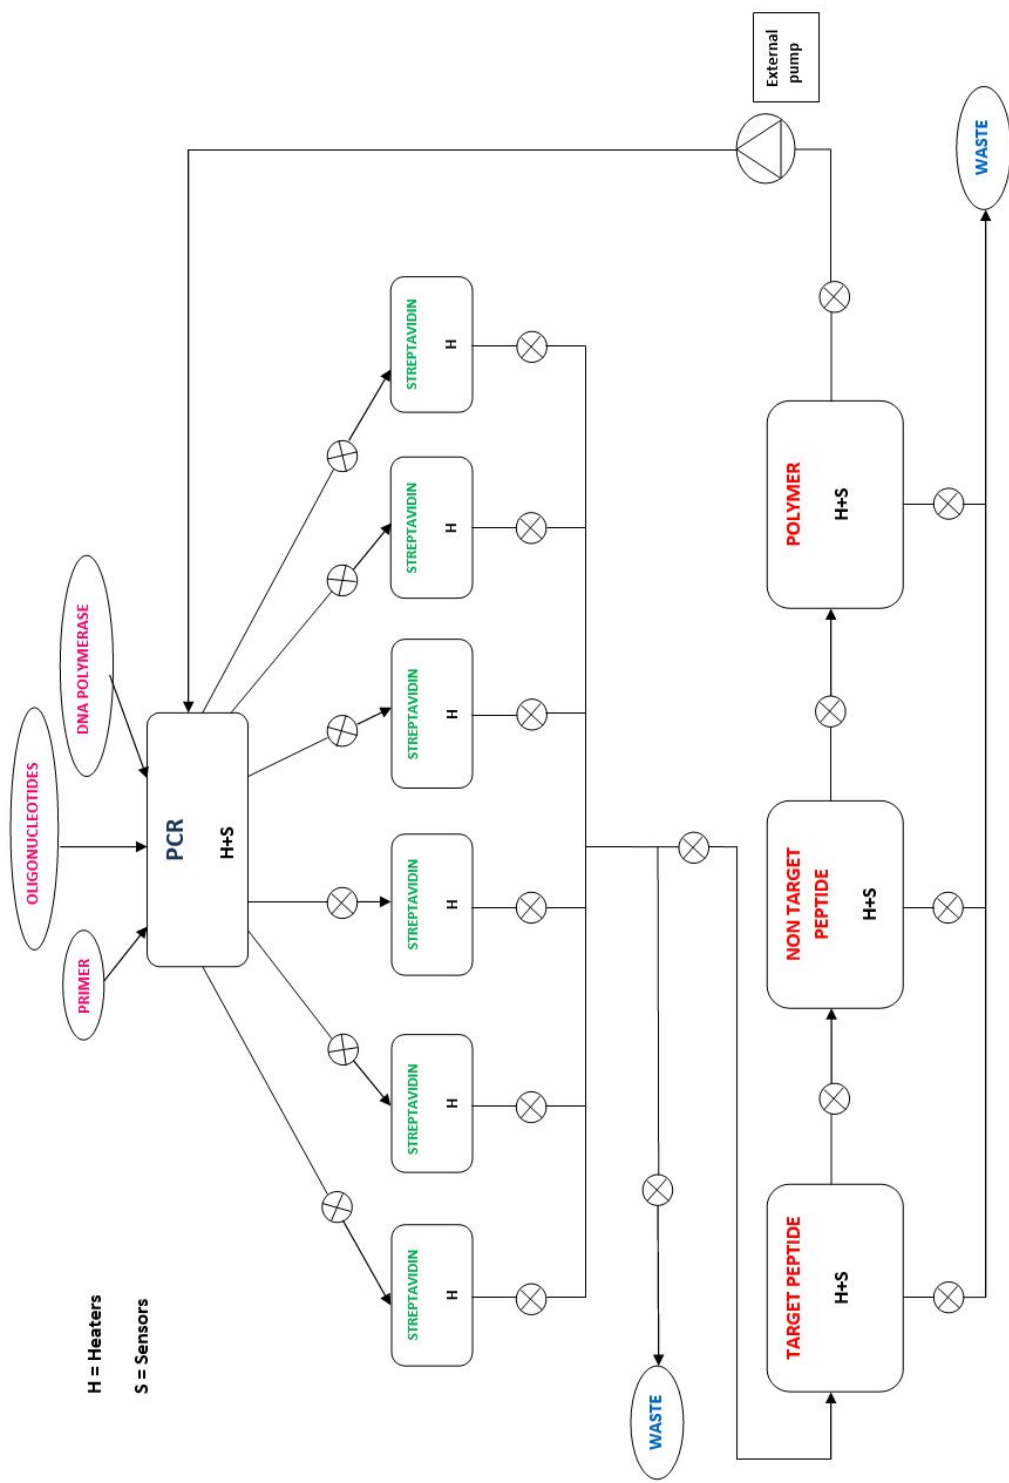 H = Heaters
S = Sensors
PRIMER
OLIGONUCLEOTIDES
DNA POLYMERASE
PCR
H+S
STREPTAVIDIN
H
STREPTAVIDIN
H
STREPTAVIDIN
H
STREPTAVIDIN
H
STREPTAVIDIN
H
STREPTAVIDIN
H
WASTE
TARGET PEPTIDE
H+S
NON TARGET
PEPTIDE
H+S
POLYMER
H+S
External
pump
WASTE